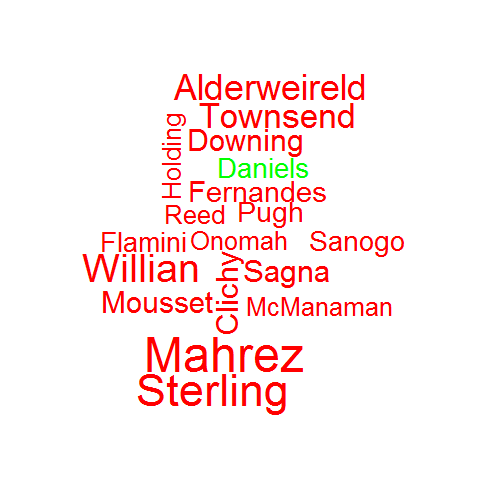 Alderweireld
Townsend
Holding
Downing
Daniels
Fernandes
Reed Pugh
Flamini Onomah Sanogo
Willian Clichy Sagna
Mousset McManaman
Mahrez
Sterling